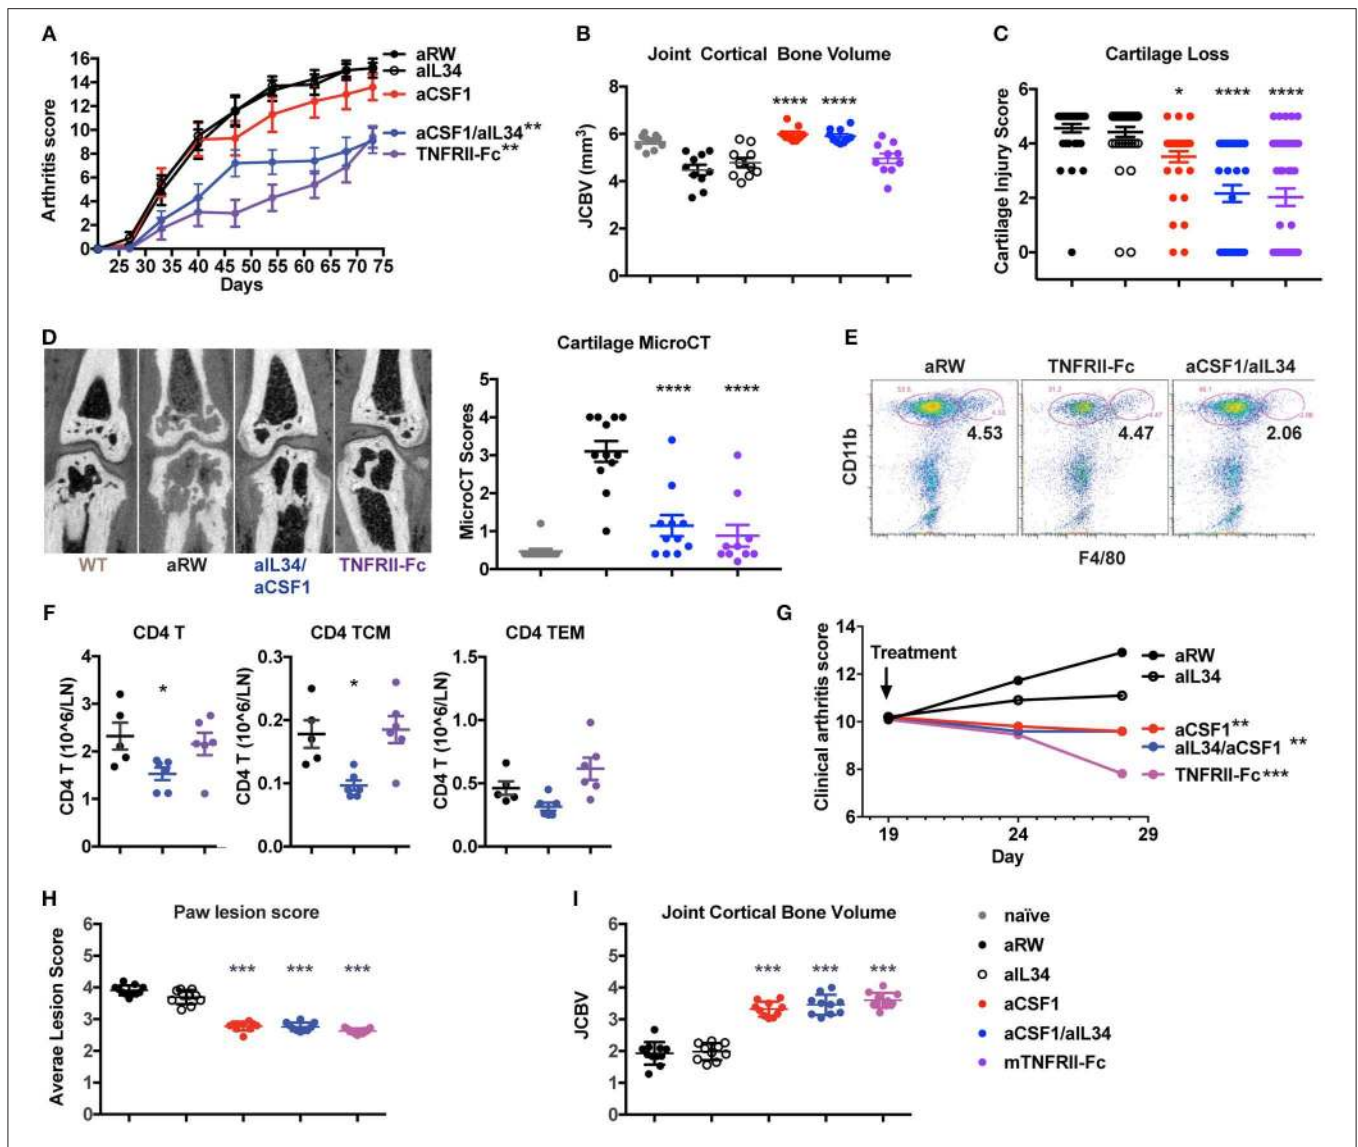 A
Arthritis score
16
14
12
10
8
6
4
2
0
25 30 35 40 45 50 55 60 65 70 75
Days
aRW
aIL34
aCSF1
aCSF1/aIL34**
TNFRII-Fc**
B
Joint Cortical Bone Volume
JCBV (mm³)
8
6
4
2
0
**** ****
C
Cartilage Loss
Cartilage Injury Score
6
4
2
0
* **** ****
D
WT
aRW
aIL34/
aCSF1
TNFRII-Fc
Cartilage MicroCT
MicroCT Scores
5
4
3
2
1
0
**** ****
E
aRW TNFRII-Fc aCSF1/aIL34
CD11b
4.53
4.47
2.06
F4/80
F
CD4 T
CD4 T (10^6/LN)
4
3
2
1
0
*
CD4 TCM
CD4 T (10^6/LN)
0.3
0.2
0.1
0.0
*
CD4 TEM
CD4 T (10^6/LN)
1.5
1.0
0.5
0.0
G
Clinical arthritis score
14
12
10
8
6
Treatment
19 24 29
Day
aRW
aIL34
aCSF1**
aIL34/aCSF1 **
TNFRII-Fc***
H
Paw lesion score
Averae Lesion Score
6
5
4
3
2
1
0
*** *** ***
I
Joint Cortical Bone Volume
JCBV
6
5
4
3
2
1
0
*** *** ***
naïve
aRW
aIL34
aCSF1
aCSF1/aIL34
mTNFRII-Fc